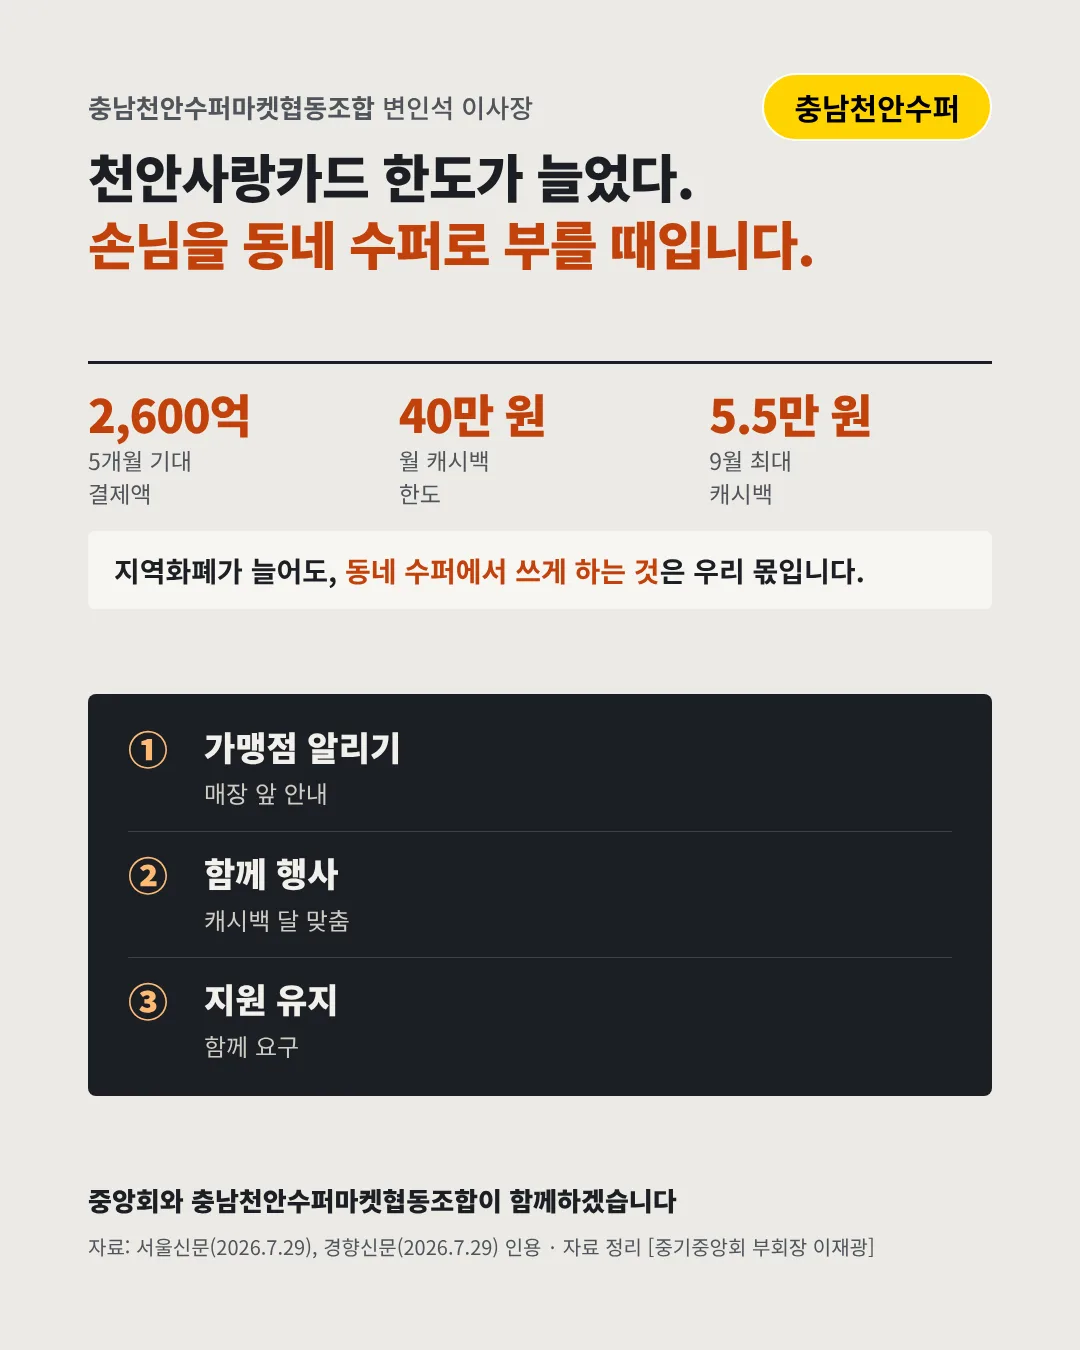 충남천안수퍼마켓협동조합 변인석 이사장
충남천안수퍼
천안사랑카드 한도가 늘었다.
손님을 동네 수퍼로 부를 때입니다.
2,600억
5개월 기대
결제액
40만 원
월 캐시백
한도
5.5만 원
9월 최대
캐시백
지역화폐가 늘어도, 동네 수퍼에서 쓰게 하는 것은 우리 몫입니다.
① 가맹점 알리기
매장 앞 안내
② 함께 행사
캐시백 달 맞춤
③ 지원 유지
함께 요구
중앙회와 충남천안수퍼마켓협동조합이 함께하겠습니다
자료: 서울신문(2026.7.29), 경향신문(2026.7.29) 인용 · 자료 정리 [중기중앙회 부회장 이재광]